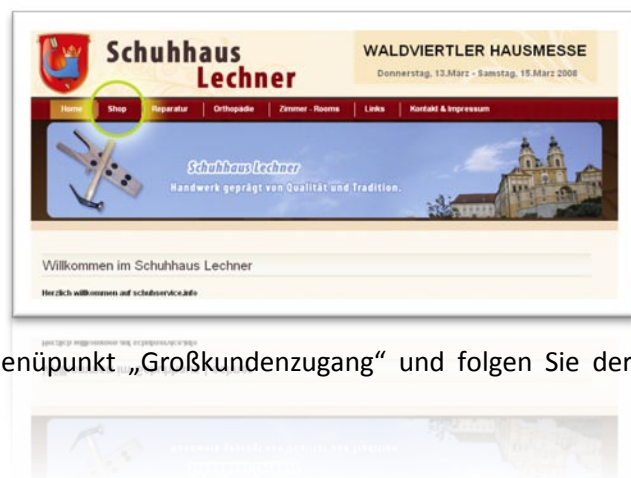 Schuhhaus
Lechner
WALDVIERTLER HAUSMESSE
Donnerstag, 13.März - Samstag, 15.März 2008
Home Shop Reparatur Orthopädie Zimmer - Rooms Links Kontakt & Impressum
Schuhhaus Lechner
Handwerk geprägt von Qualität und Tradition.
Willkommen im Schuhhaus Lechner
Herzlich willkommen auf schuhservice.info
enüpunkt „Großkundenzugang“ und folgen Sie der